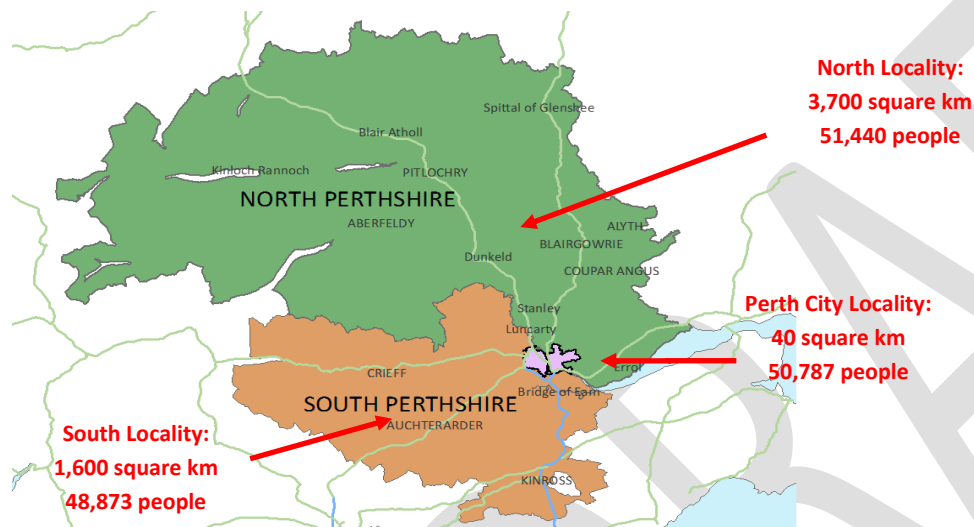 North Locality:
3,700 square km
51,440 people
Spittal of Glenshee
Blair Atholl
Kinloch Rannoch
PITLOCHRY
NORTH PERTHSHIRE
ABERFELDY
ALYTH
BLAIRGOWRIE
Dunkeld
COUPAR ANGUS
Stanley
Luncarty
Perth City Locality:
40 square km
50,787 people
Errol
CRIEFF
Bridge of Earn
SOUTH PERTHSHIRE
AUCHTERARDER
South Locality:
1,600 square km
48,873 people
KINROSS